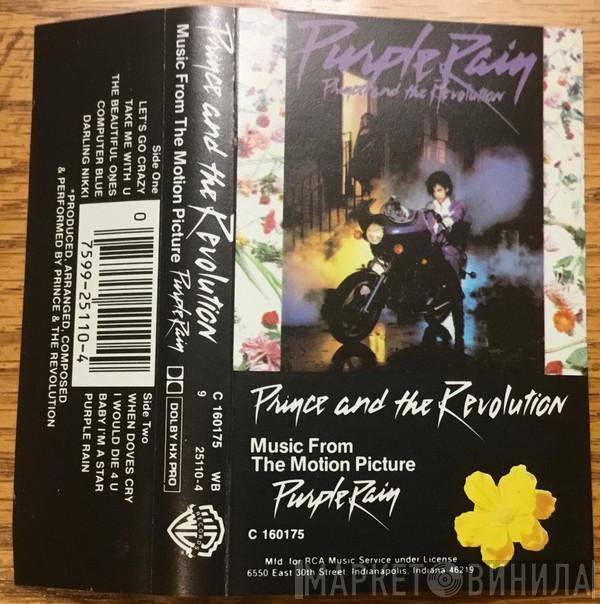 Side One
LET'S GO CRAZY
TAKE ME WITH U
THE BEAUTIFUL ONES
COMPUTER BLUE
DARLING NIKKI
0
7599-25110-4
Side Two
WHEN DOVES CRY
I WOULD DIE 4 U
BABY I'M A STAR
PURPLE RAIN
*PRODUCED, ARRANGED, COMPOSED
& PERFORMED BY PRINCE & THE REVOLUTION
Prince and the Revolution
Music From The Motion Picture Purple Rain
DOLBY HX PRO
C 160175 WB
9 25110-4
Purple Rain
Prince and the Revolution
Prince and the Revolution
Music From
The Motion Picture
Purple Rain
C 160175
Mfd. for RCA Music Service under License
6550 East 30th Street, Indianapolis, Indiana 46219
МАРКЕТ ВИНИЛА